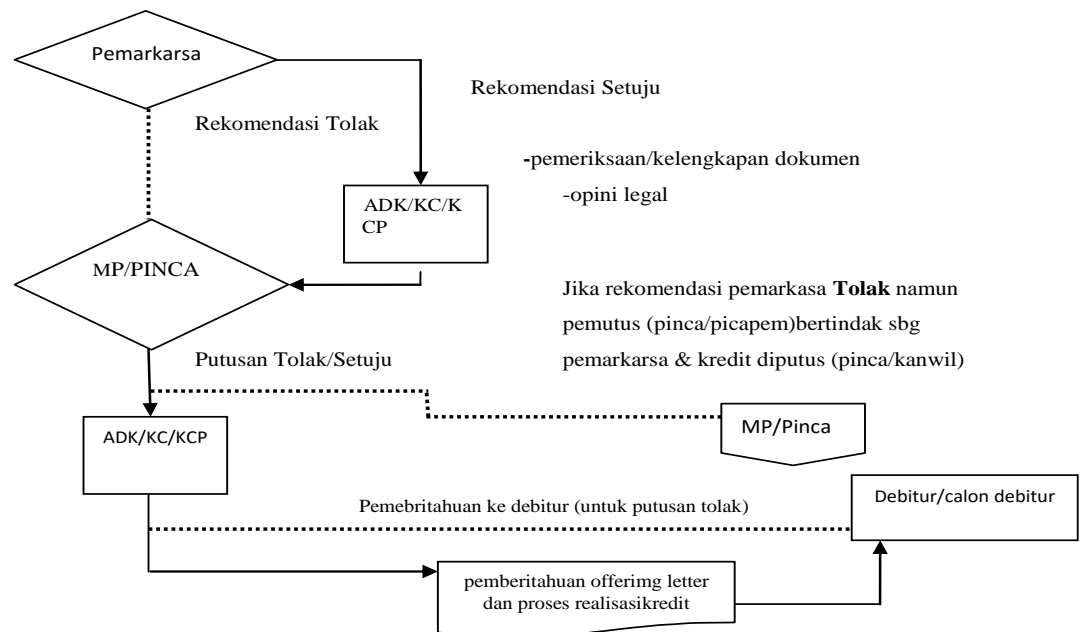 Pemarkarsa
Rekomendasi Setuju
Rekomendasi Tolak
-pemeriksaan/kelengkapan dokumen
-opini legal
ADK/KC/K
CP
MP/PINCA
Jika rekomendasi pemarkasa Tolak namun
pemutus (pinca/picapem)bertindak sbg
pemarkarsa & kredit diputus (pinca/kanwil)
Putusan Tolak/Setuju
MP/Pinca
ADK/KC/KCP
Debitur/calon debitur
Pemebritahuan ke debitur (untuk putusan tolak)
pemberitahuan offerimg letter
dan proses realisasikredit